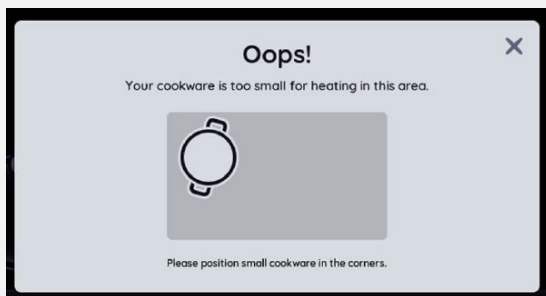 Oops!
Your cookware is too small for heating in this area.
Please position small cookware in the corners.